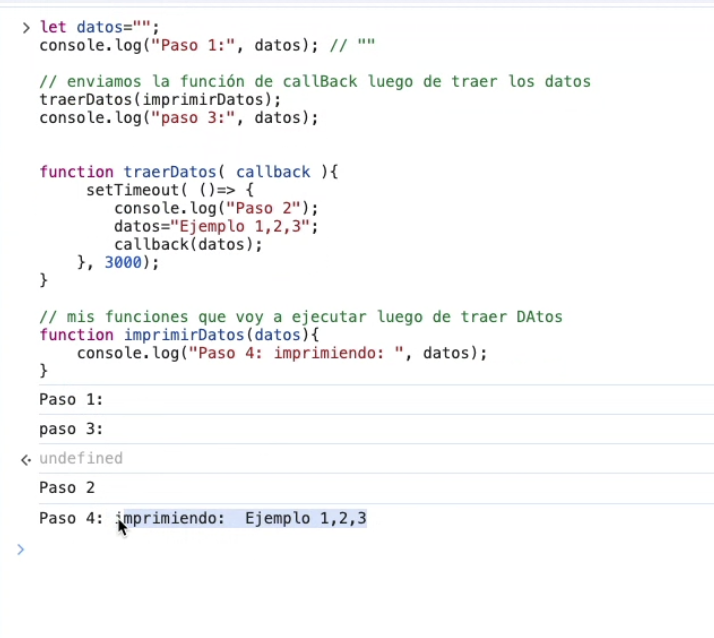 > let datos="";
console.log("Paso 1:", datos); // ""
// enviamos la función de callBack luego de traer los datos
traerDatos(imprimirDatos);
console.log("paso 3:", datos);
function traerDatos( callback ){
setTimeout( ()=> {
console.log("Paso 2");
datos="Ejemplo 1,2,3";
callback(datos);
}, 3000);
}
// mis funciones que voy a ejecutar luego de traer DAtos
function imprimirDatos(datos){
console.log("Paso 4: imprimiendo: ", datos);
}
Paso 1:
paso 3:
undefined
Paso 2
Paso 4: imprimiendo:  Ejemplo 1,2,3
>